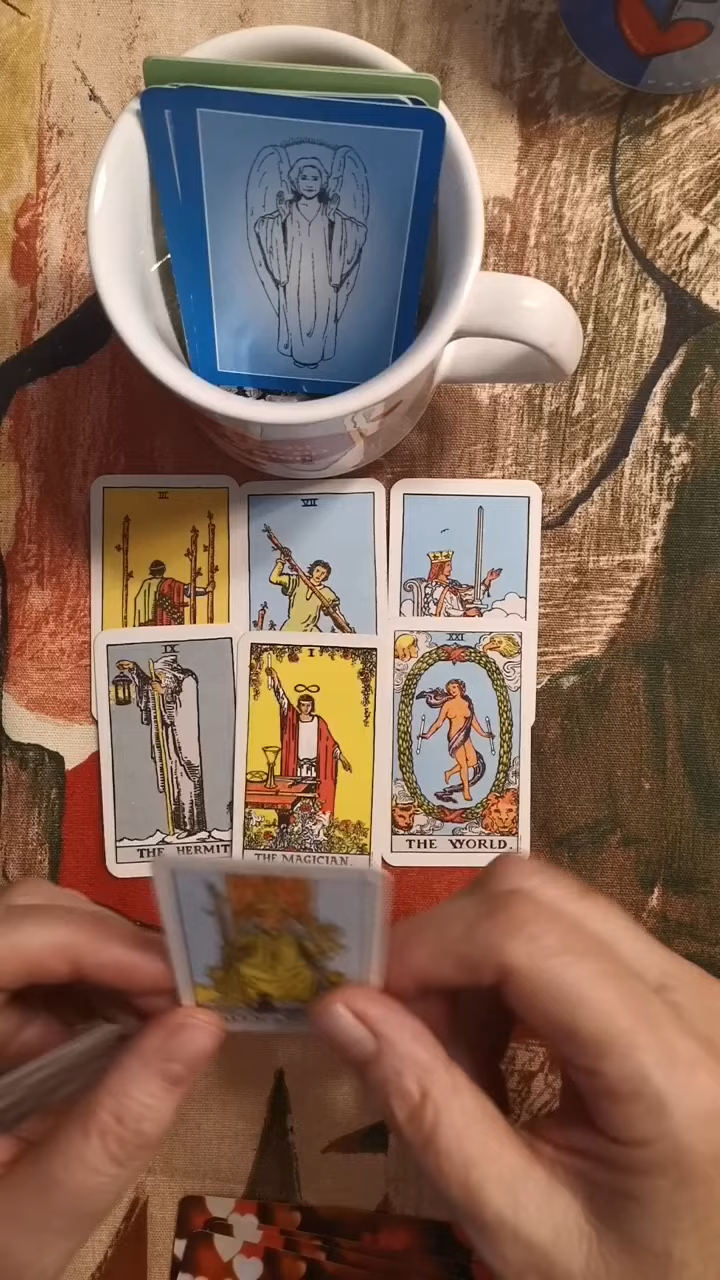 III
VII
IX
I
XXI
THE HERMIT
THE MAGICIAN.
THE WORLD.